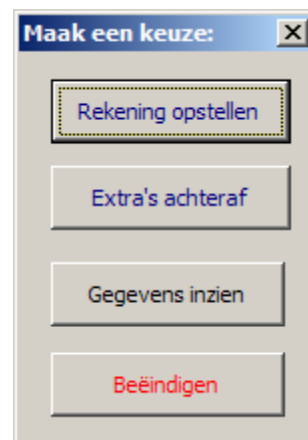 Maak een keuze:
Rekening opstellen
Extra's achteraf
Gegevens inzien
Beëindigen